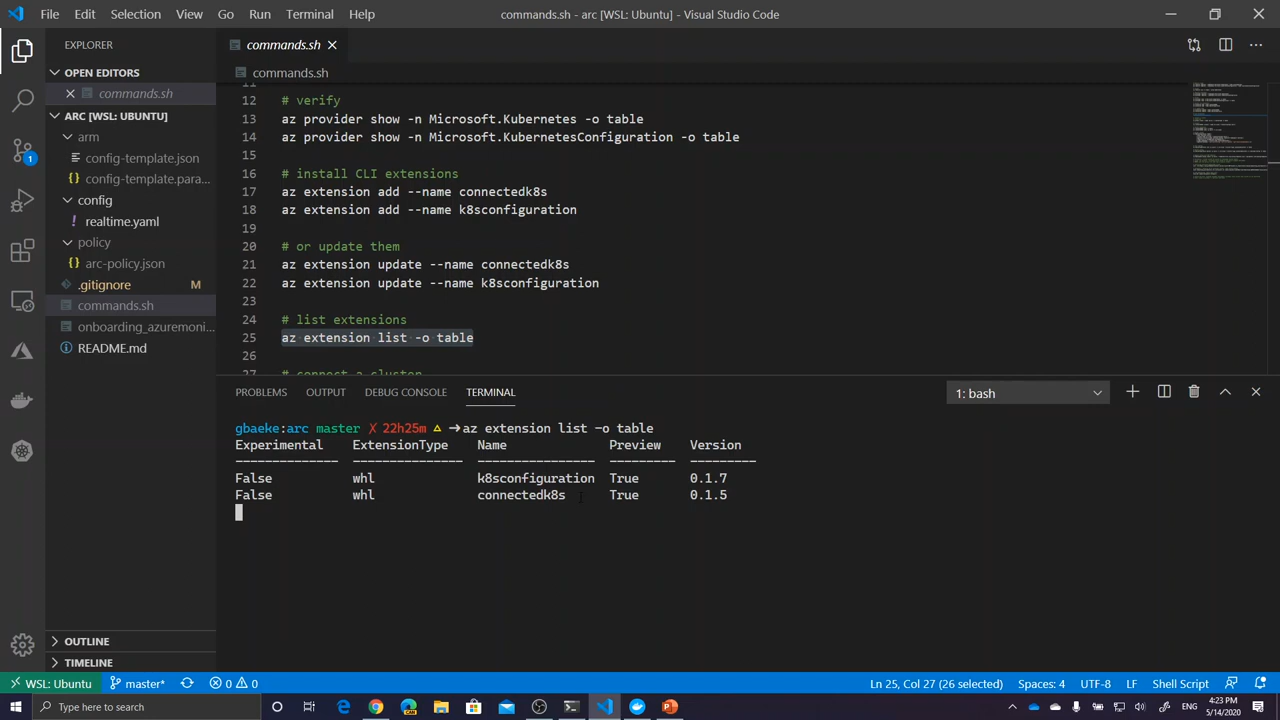 File Edit Selection View Go Run Terminal Help
commands.sh - arc [WSL: Ubuntu] - Visual Studio Code
EXPLORER
OPEN EDITORS
commands.sh
ARC [WSL: UBUNTU]
arm
config-template.json
config-template.para...
config
realtime.yaml
policy
arc-policy.json
.gitignore M
commands.sh
onboarding_azuremoni...
README.md
OUTLINE
TIMELINE
commands.sh
commands.sh
11
12 # verify
13 az provider show -n Microsoft.Kubernetes -o table
14 az provider show -n Microsoft.KubernetesConfiguration -o table
15
16 # install CLI extensions
17 az extension add --name connectedk8s
18 az extension add --name k8sconfiguration
19
20 # or update them
21 az extension update --name connectedk8s
22 az extension update --name k8sconfiguration
23
24 # list extensions
25 az extension list -o table
26
27 # connect a cluster
PROBLEMS OUTPUT DEBUG CONSOLE TERMINAL
1: bash
gbaeke:arc master ✗ 22h25m △ ➜ az extension list -o table
Experimental ExtensionType Name Preview Version
-------------- --------------- ---------------- --------- ---------
False whl k8sconfiguration True 0.1.7
False whl connectedk8s True 0.1.5
1
WSL: Ubuntu master* 0 0 Ln 25, Col 27 (26 selected) Spaces: 4 UTF-8 LF Shell Script
Type here to search
ENG
4:23 PM
5/14/2020